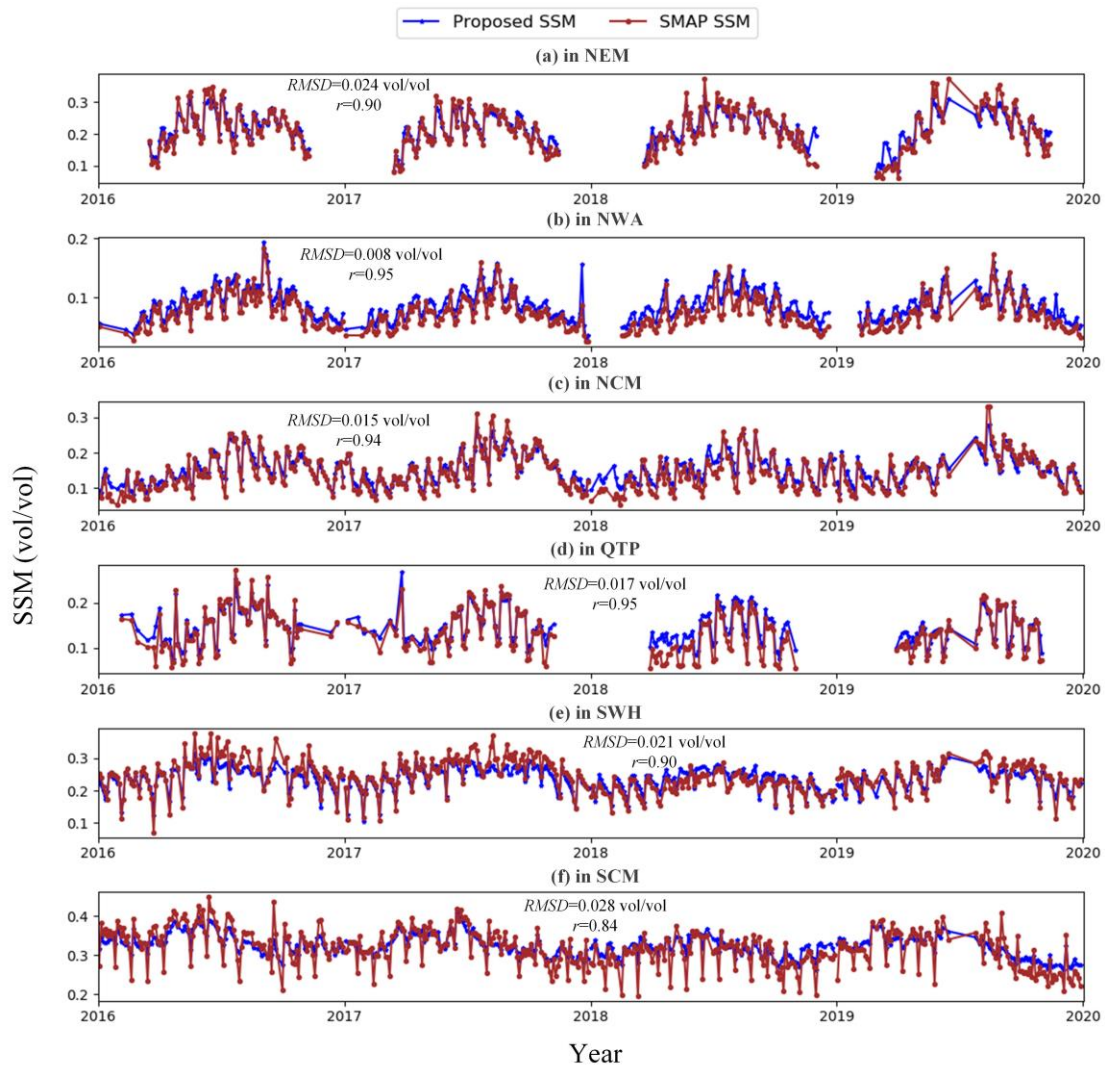 Proposed SSM SMAP SSM
(a) in NEM
RMSD=0.024 vol/vol
r=0.90
0.3
0.2
0.1
2016 2017 2018 2019 2020
(b) in NWA
RMSD=0.008 vol/vol
r=0.95
0.2
0.1
2016 2017 2018 2019 2020
(c) in NCM
RMSD=0.015 vol/vol
r=0.94
0.3
0.2
0.1
2016 2017 2018 2019 2020
(d) in QTP
RMSD=0.017 vol/vol
r=0.95
0.2
0.1
2016 2017 2018 2019 2020
(e) in SWH
RMSD=0.021 vol/vol
r=0.90
0.3
0.2
0.1
2016 2017 2018 2019 2020
(f) in SCM
RMSD=0.028 vol/vol
r=0.84
0.4
0.3
0.2
2016 2017 2018 2019 2020
SSM (vol/vol)
Year